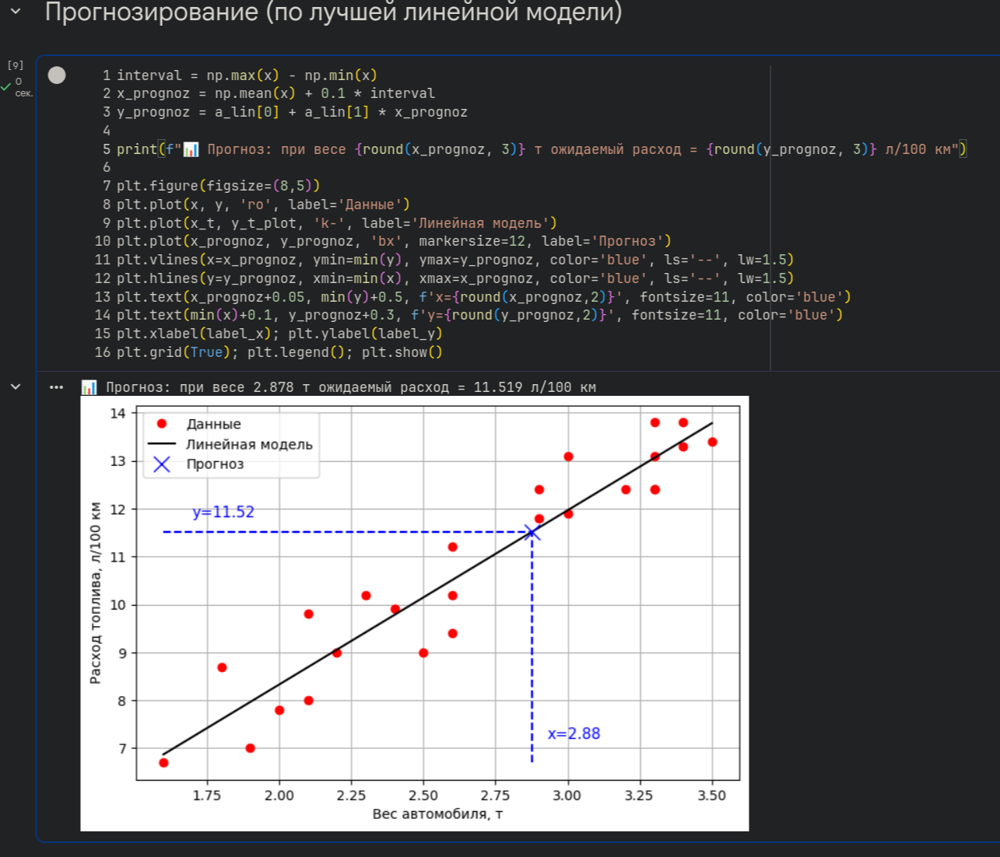 Прогнозирование (по лучшей линейной модели)
[9]
0
сек.
1 interval = np.max(x) - np.min(x)
2 x_prognoz = np.mean(x) + 0.1 * interval
3 y_prognoz = a_lin[0] + a_lin[1] * x_prognoz
4
5 print(f"📊 Прогноз: при весе {round(x_prognoz, 3)} т ожидаемый расход = {round(y_prognoz, 3)} л/100 км")
6
7 plt.figure(figsize=(8,5))
8 plt.plot(x, y, 'ro', label='Данные')
9 plt.plot(x_t, y_t_plot, 'k-', label='Линейная модель')
10 plt.plot(x_prognoz, y_prognoz, 'bx', markersize=12, label='Прогноз')
11 plt.vlines(x=x_prognoz, ymin=min(y), ymax=y_prognoz, color='blue', ls='--', lw=1.5)
12 plt.hlines(y=y_prognoz, xmin=min(x), xmax=x_prognoz, color='blue', ls='--', lw=1.5)
13 plt.text(x_prognoz+0.05, min(y)+0.5, f'x={round(x_prognoz,2)}', fontsize=11, color='blue')
14 plt.text(min(x)+0.1, y_prognoz+0.3, f'y={round(y_prognoz,2)}', fontsize=11, color='blue')
15 plt.xlabel(label_x); plt.ylabel(label_y)
16 plt.grid(True); plt.legend(); plt.show()
📊 Прогноз: при весе 2.878 т ожидаемый расход = 11.519 л/100 км
Данные
Линейная модель
Прогноз
14
13
12
11
10
9
8
7
Расход топлива, л/100 км
y=11.52
x=2.88
1.75 2.00 2.25 2.50 2.75 3.00 3.25 3.50
Вес автомобиля, т